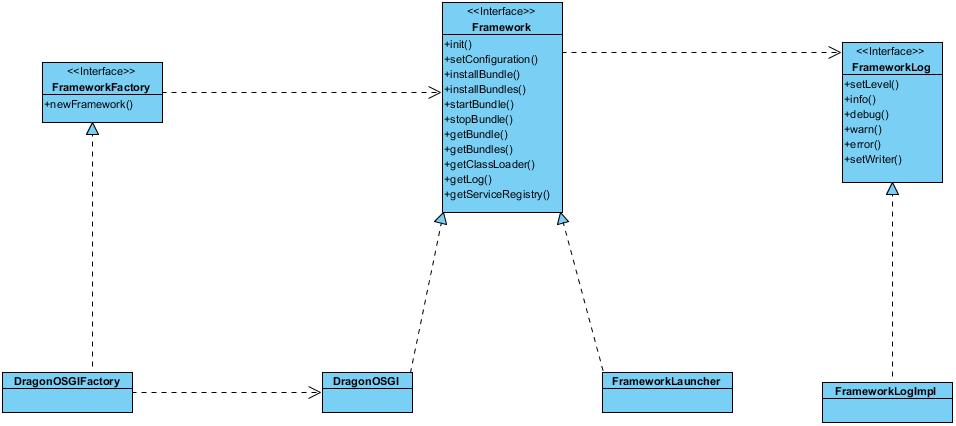 <<Interface>>
Framework
+init()
+setConfiguration()
+installBundle()
+installBundles()
+startBundle()
+stopBundle()
+getBundle()
+getBundles()
+getClassLoader()
+getLog()
+getServiceRegistry()
<<Interface>>
FrameworkLog
+setLevel()
+info()
+debug()
+warn()
+error()
+setWriter()
<<Interface>>
FrameworkFactory
+newFramework()
DragonOSGIFactory
DragonOSGI
FrameworkLauncher
FrameworkLogImpl